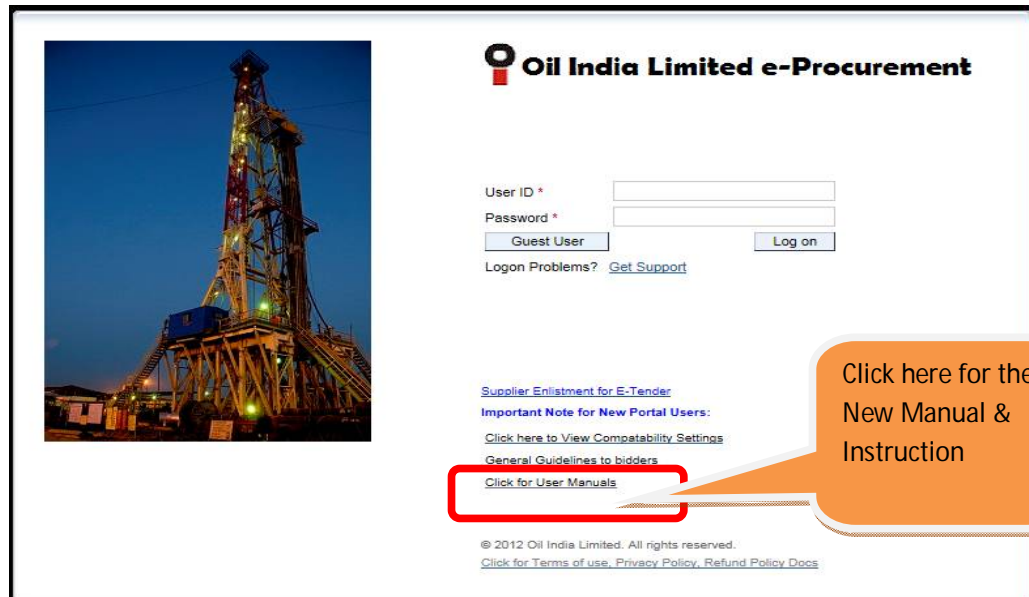 Oil India Limited e-Procurement
User ID *
Password *
Guest User Log on
Logon Problems? Get Support
Supplier Enlistment for E-Tender
Important Note for New Portal Users:
Click here to View Compatability Settings
General Guidelines to bidders
Click for User Manuals
Click here for the
New Manual &
Instruction
© 2012 Oil India Limited. All rights reserved.
Click for Terms of use, Privacy Policy, Refund Policy Docs